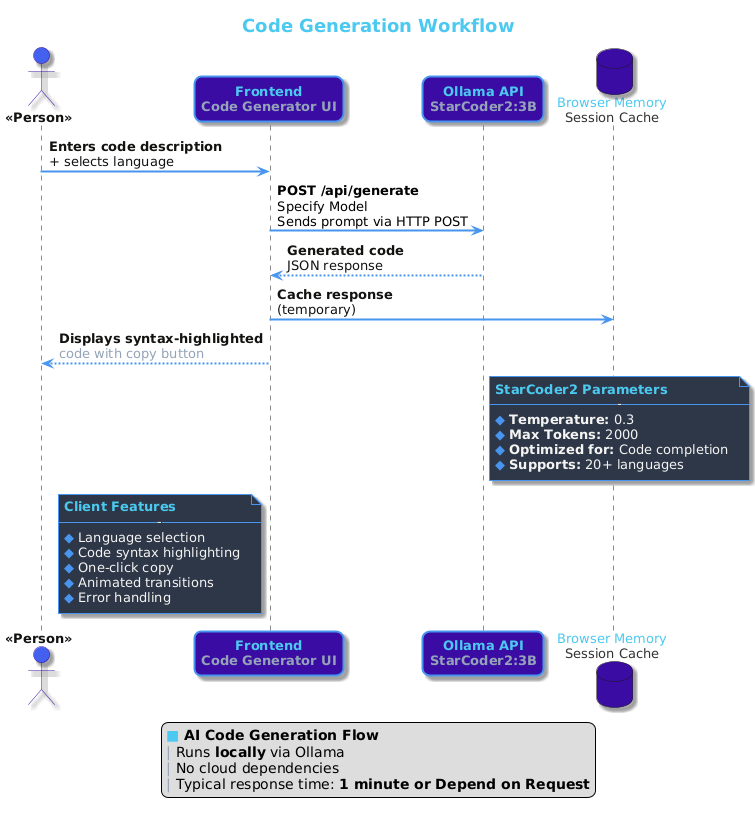 Code Generation Workflow
«Person»
Frontend
Code Generator UI
Ollama API
StarCoder2:3B
Browser Memory
Session Cache
Enters code description
+ selects language
POST /api/generate
Specify Model
Sends prompt via HTTP POST
Generated code
JSON response
Cache response
(temporary)
Displays syntax-highlighted
code with copy button
StarCoder2 Parameters
◆ Temperature: 0.3
◆ Max Tokens: 2000
◆ Optimized for: Code completion
◆ Supports: 20+ languages
Client Features
◆ Language selection
◆ Code syntax highlighting
◆ One-click copy
◆ Animated transitions
◆ Error handling
«Person»
Frontend
Code Generator UI
Ollama API
StarCoder2:3B
Browser Memory
Session Cache
■ AI Code Generation Flow
| Runs locally via Ollama
| No cloud dependencies
| Typical response time: 1 minute or Depend on Request